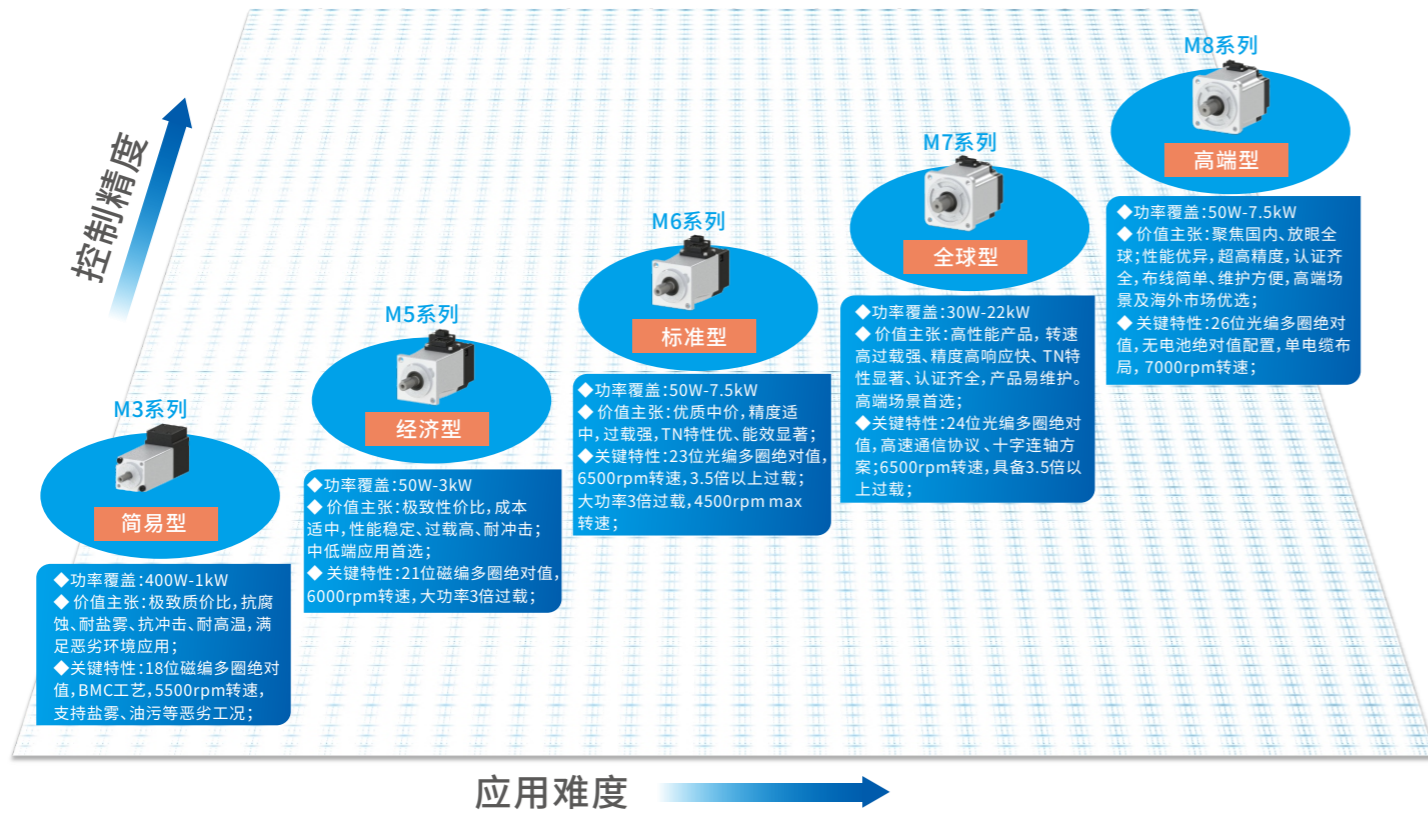 控制精度
M3系列
简易型
◆功率覆盖:400W-1kW
◆ 价值主张:极致质价比,抗腐
蚀、耐盐雾、抗冲击、耐高温,满
足恶劣环境应用;
◆关键特性:18位磁编多圈绝对
值,BMC工艺,5500rpm转速,
支持盐雾、油污等恶劣工况;
M5系列
经济型
◆功率覆盖:50W-3kW
◆ 价值主张:极致性价比,成本
适中,性能稳定、过载高、耐冲击;
中低端应用首选;
◆ 关键特性:21位磁编多圈绝对值,
6000rpm转速,大功率3倍过载;
M6系列
标准型
◆功率覆盖:50W-7.5kW
◆ 价值主张:优质中价,精度适
中,过载强,TN特性优、能效显著;
◆关键特性:23位光编多圈绝对值,
6500rpm转速,3.5倍以上过载;
大功率3倍过载,4500rpm max
转速;
M7系列
全球型
◆功率覆盖:30W-22kW
◆ 价值主张:高性能产品,转速
高过载强、精度高响应快、TN特
性显著、认证齐全,产品易维护。
高端场景首选;
◆关键特性:24位光编多圈绝对
值,高速通信协议、十字连轴方
案;6500rpm转速,具备3.5倍以
上过载;
M8系列
高端型
◆功率覆盖:50W-7.5kW
◆ 价值主张:聚焦国内、放眼全
球;性能优异,超高精度,认证齐
全,布线简单、维护方便,高端场
景及海外市场优选;
◆关键特性:26位光编多圈绝对
值,无电池绝对值配置,单电缆布
局,7000rpm转速;
应用难度